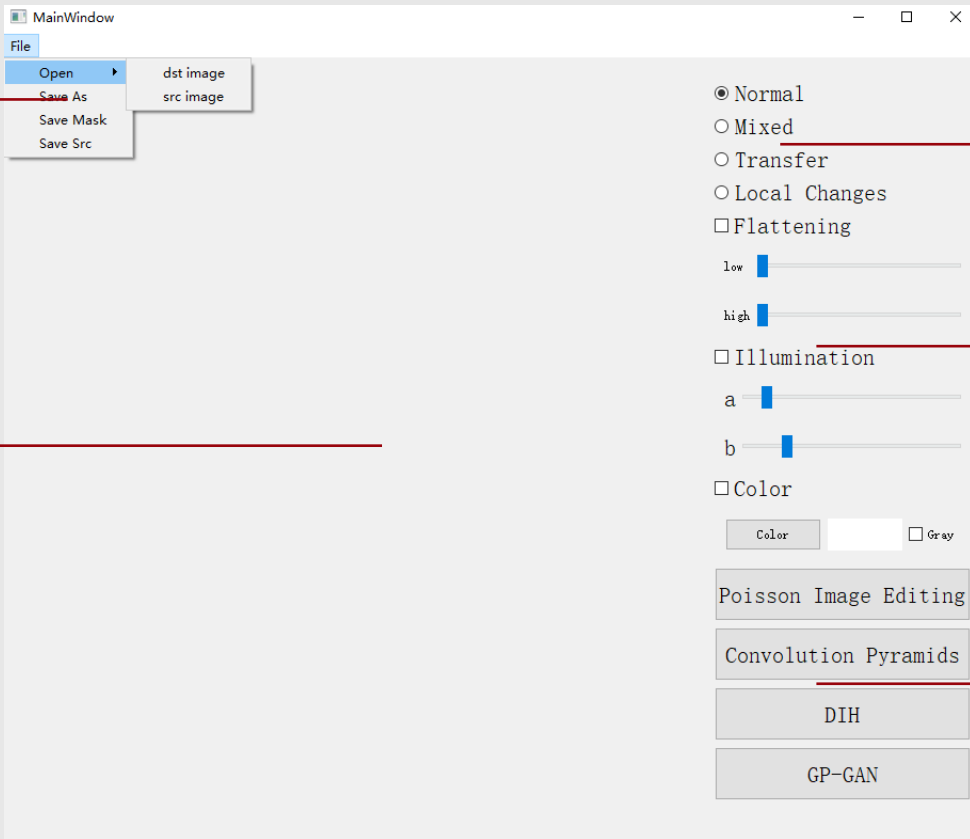 MainWindow
File
Open
dst image
Save As
src image
Save Mask
Save Src
Normal
Mixed
Transfer
Local Changes
Flattening
low
high
Illumination
a
b
Color
Color
Gray
Poisson Image Editing
Convolution Pyramids
DIH
GP-GAN